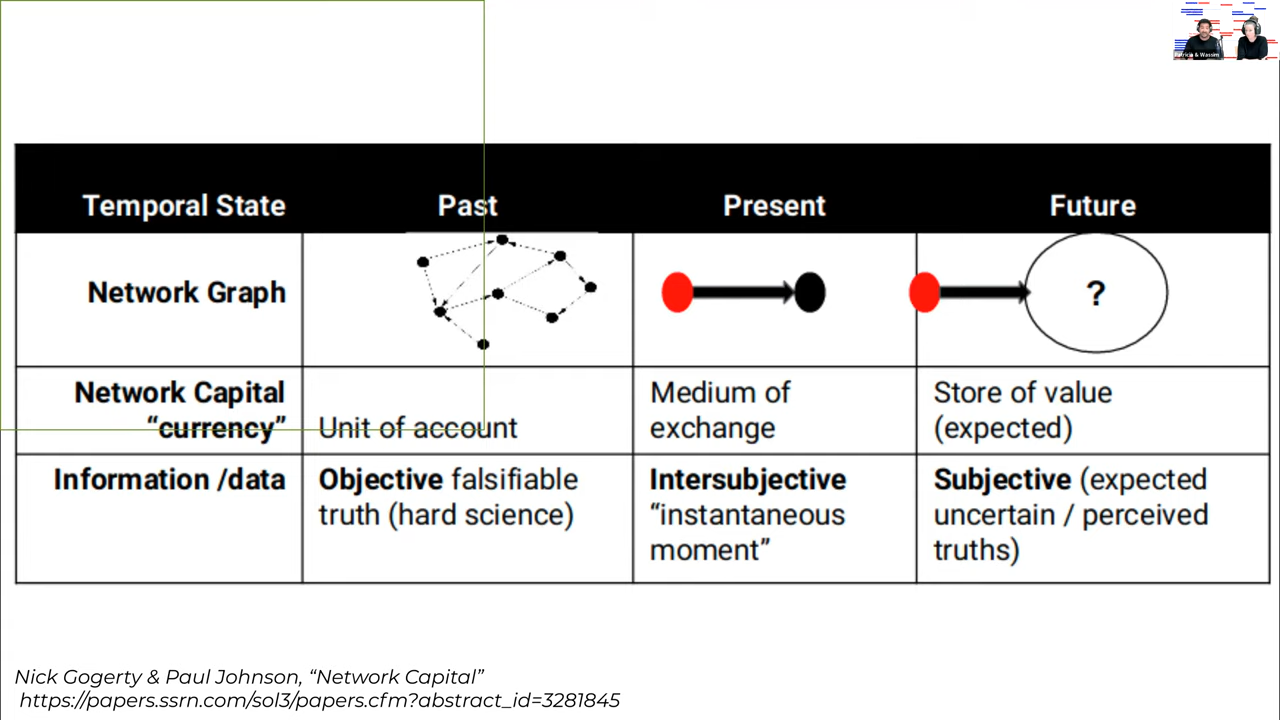 Patricia & Wassim
Temporal State Past Present Future
Network Graph ?
Network Capital
“currency”
Unit of account
Medium of
exchange
Store of value
(expected)
Information /data
Objective falsifiable
truth (hard science)
Intersubjective
“instantaneous
moment”
Subjective (expected
uncertain / perceived
truths)
Nick Gogerty & Paul Johnson, “Network Capital”
https://papers.ssrn.com/sol3/papers.cfm?abstract_id=3281845